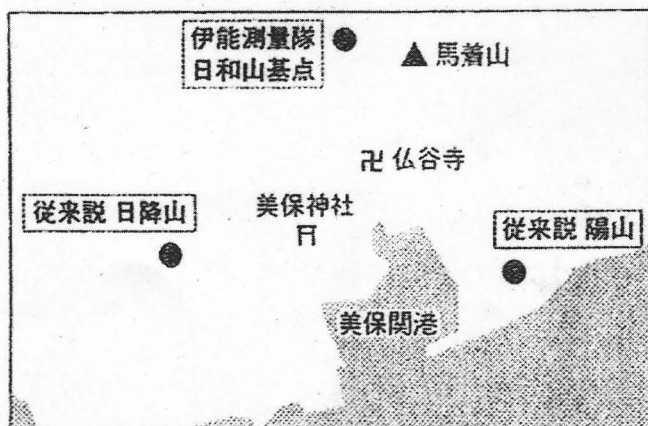 伊能測量隊
日和山基点
馬着山
仏谷寺
美保神社
従来説 日降山
従来説 陽山
美保関港